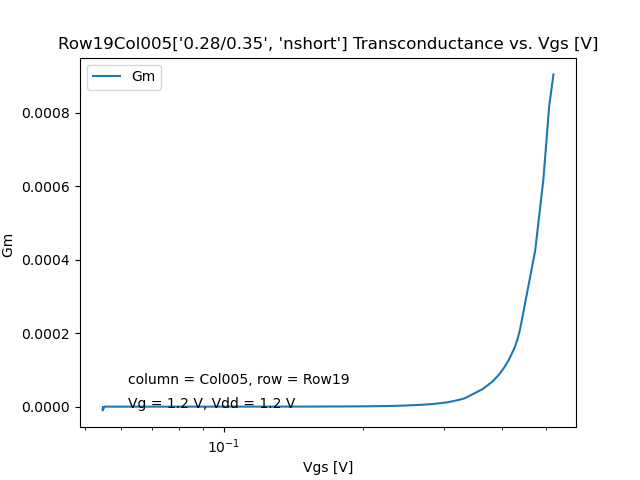 Row19Col005['0.28/0.35', 'nshort'] Transconductance vs. Vgs [V]
Gm
0.0008
0.0006
0.0004
0.0002
0.0000
Gm
column = Col005, row = Row19
Vg = 1.2 V, Vdd = 1.2 V
10⁻¹
Vgs [V]